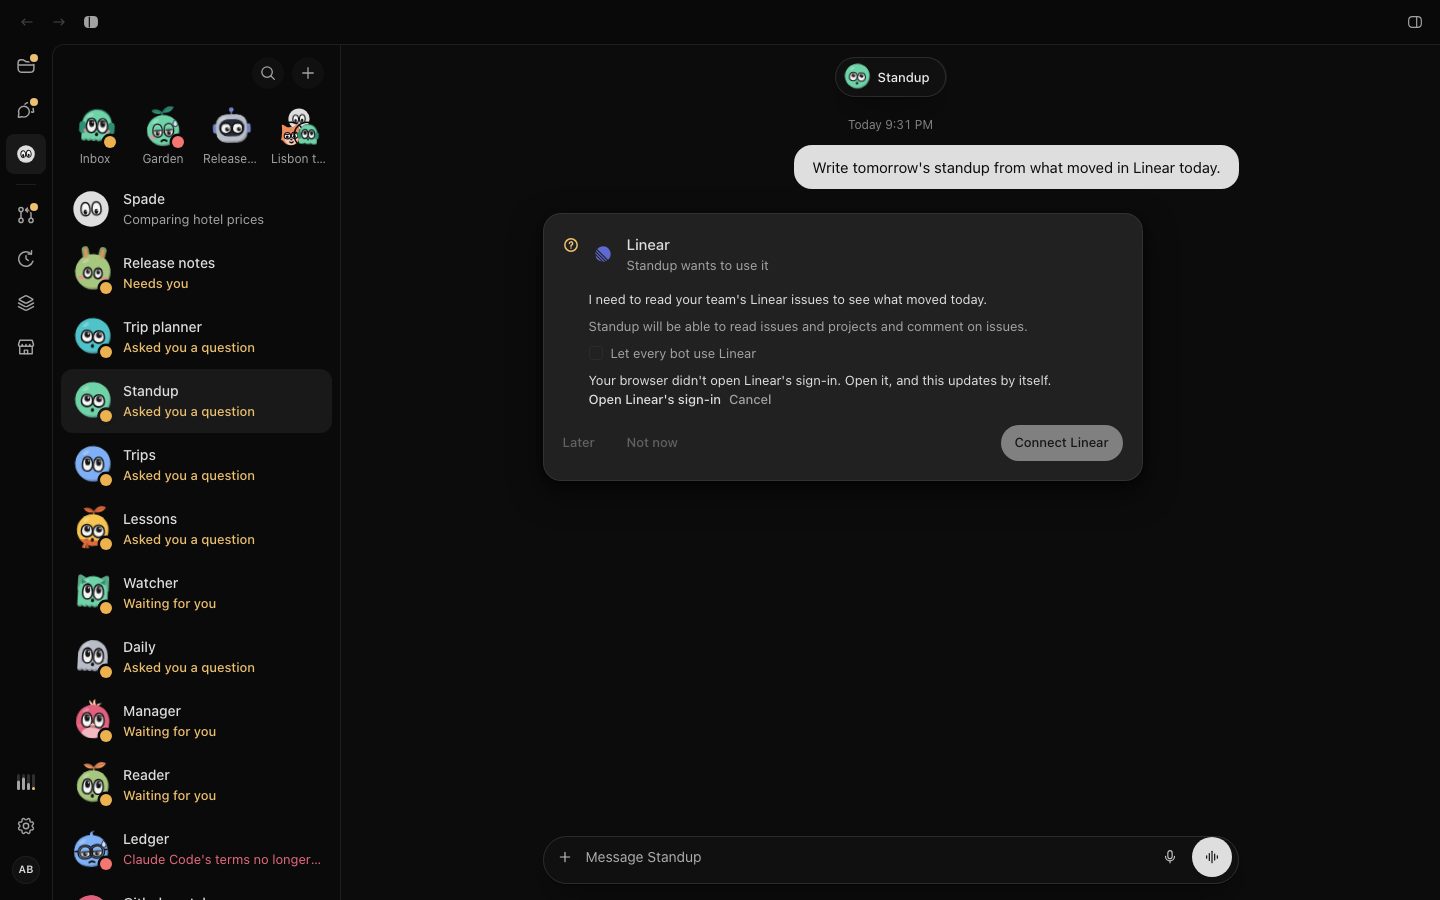 Inbox
Garden
Release...
Lisbon t...
Spade
Comparing hotel prices
Release notes
Needs you
Trip planner
Asked you a question
Standup
Asked you a question
Trips
Asked you a question
Lessons
Asked you a question
Watcher
Waiting for you
Daily
Asked you a question
Manager
Waiting for you
Reader
Waiting for you
Ledger
Claude Code's terms no longer...
AB
Standup
Today 9:31 PM
Write tomorrow's standup from what moved in Linear today.
Linear
Standup wants to use it
I need to read your team's Linear issues to see what moved today.
Standup will be able to read issues and projects and comment on issues.
Let every bot use Linear
Your browser didn't open Linear's sign-in. Open it, and this updates by itself.
Open Linear's sign-in Cancel
Later Not now Connect Linear
Message Standup